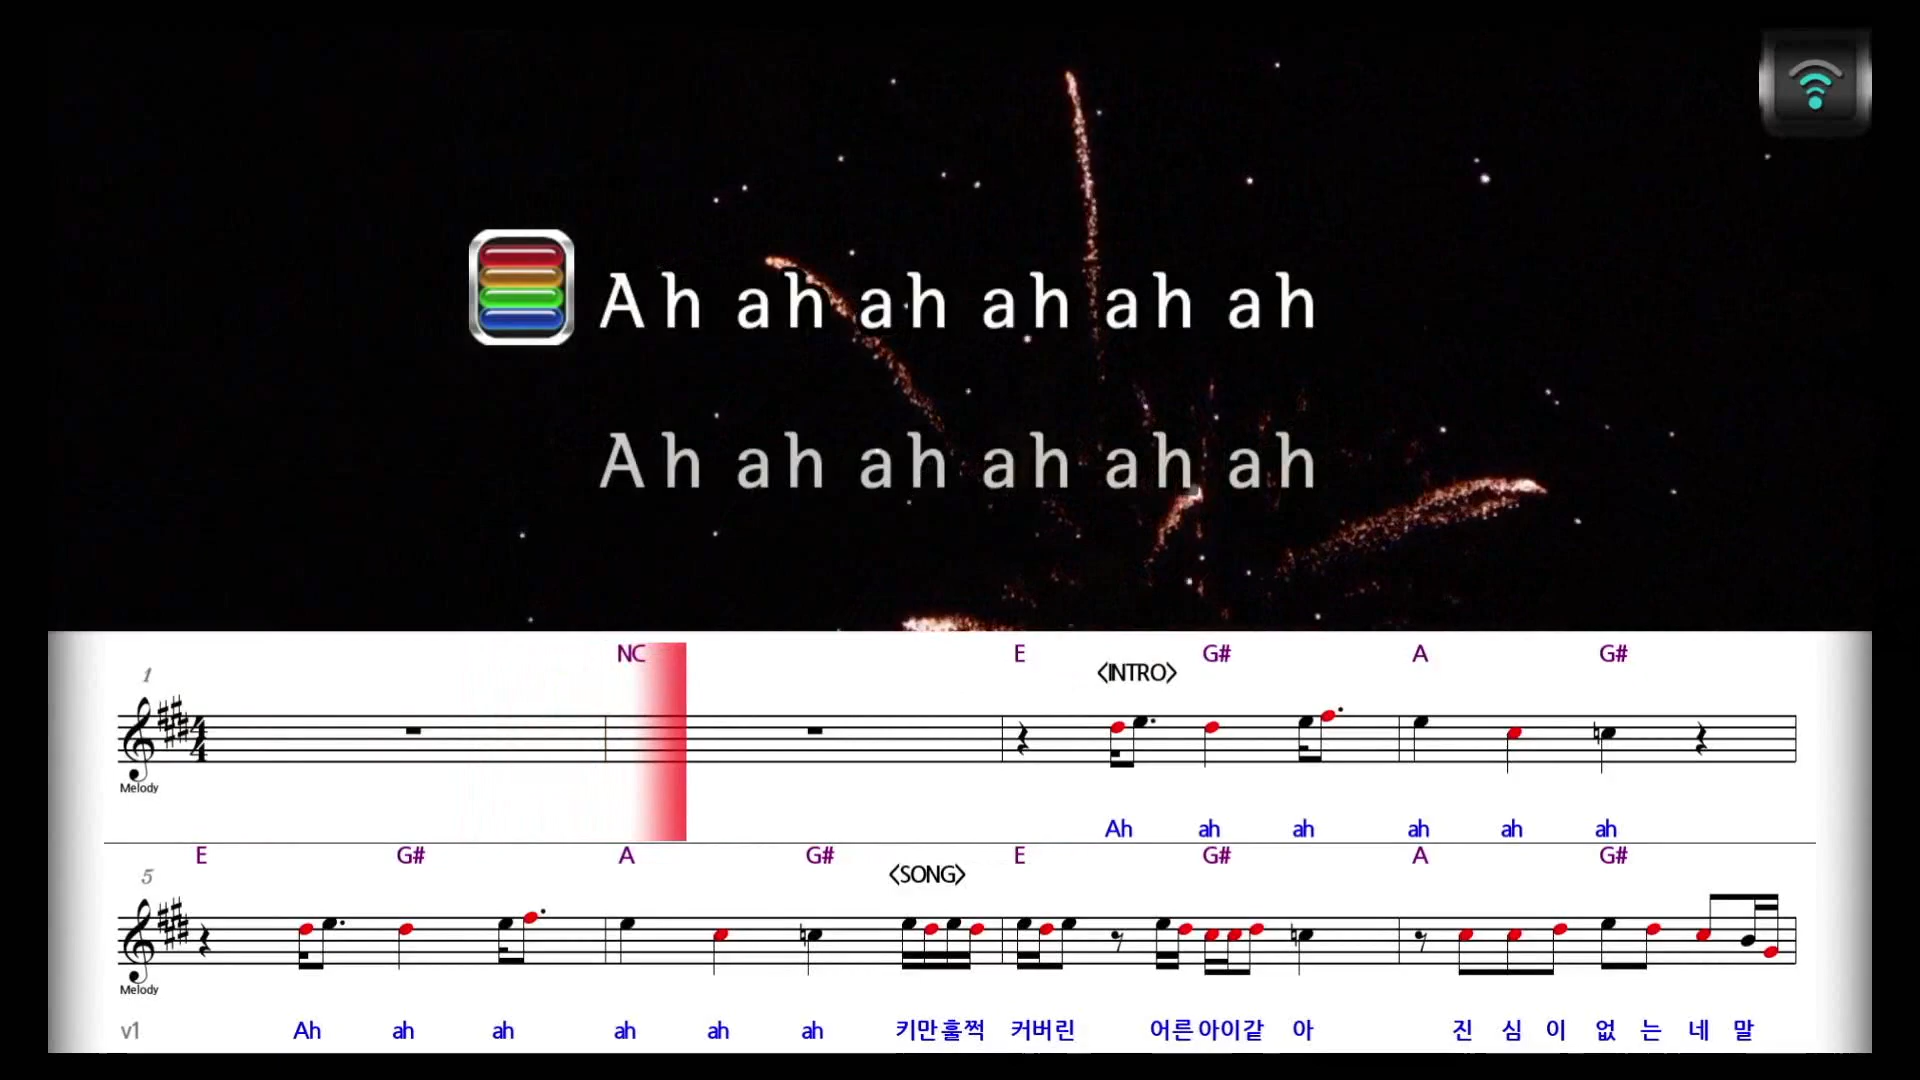 Ah ah ah ah ah ah
Ah ah ah ah ah ah
NC E G# A G#
1 <INTRO>
4
4
Melody
Ah ah ah ah ah ah
E G# A G# E G# A G#
5 <SONG>
Melody
v1 Ah ah ah ah ah ah 키만훌쩍 커버린 어른아이같 아 진 심 이 없 는 네 말